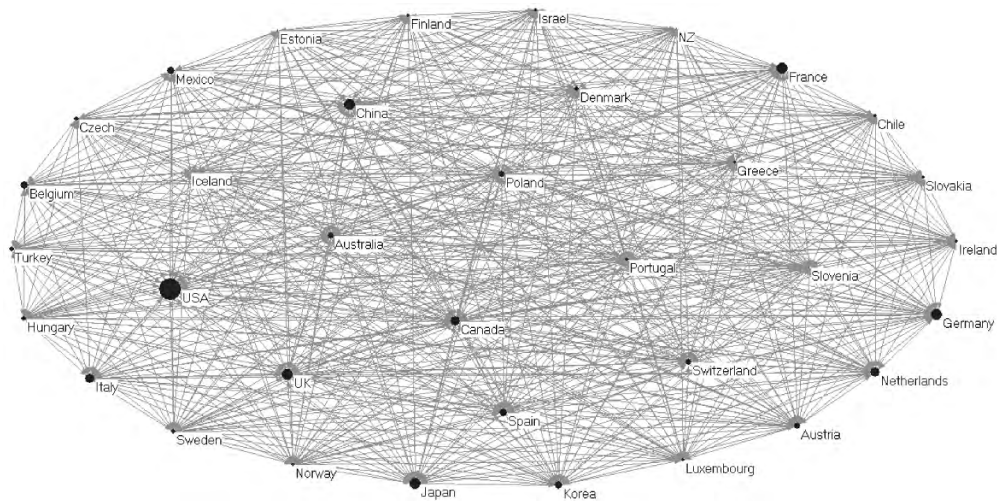 Israel
Finland
NZ
Estonia
Mexico
France
China
Denmark
Czech
Chile
Iceland
Poland
Greece
Belgium
Slovakia
Australia
Turkey
Portugal
Slovenia
Ireland
USA
Hungary
Canada
Germany
Italy
UK
Switzerland
Netherlands
Spain
Sweden
Austria
Norway
Luxembourg
Japan
Korea